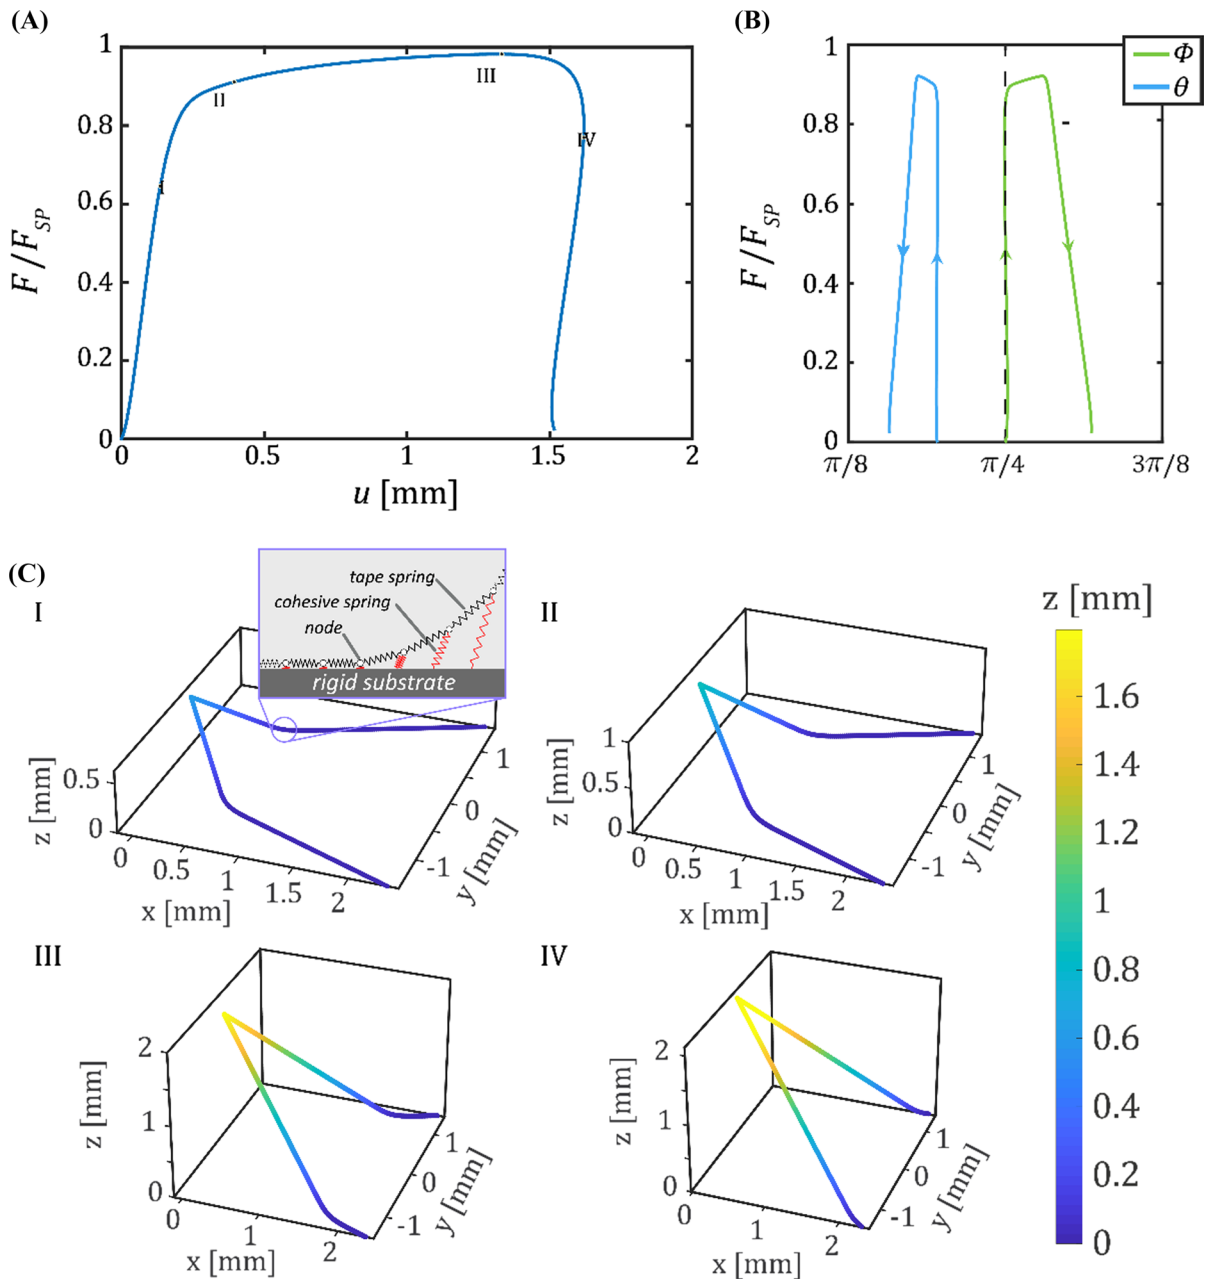 (A)
1
0.8
0.6
0.4
0.2
0
F/F_SP
I
II
III
IV
0
0.5
1
1.5
2
u [mm]
(B)
1
0.8
0.6
0.4
0.2
0
F/F_SP
Φ
θ
π/8
π/4
3π/8
(C)
I
tape spring
cohesive spring
node
rigid substrate
0.5
0
z [mm]
0
0.5
1
1.5
2
x [mm]
-1
0
1
y [mm]
II
1
0.5
0
z [mm]
0
0.5
1
2
x [mm]
-1
0
1
y [mm]
III
2
1
0
z [mm]
0
1
2
x [mm]
-1
0
1
y [mm]
IV
2
1
0
z [mm]
0
1
2
x [mm]
-1
0
1
y [mm]
z [mm]
1.6
1.4
1.2
1
0.8
0.6
0.4
0.2
0